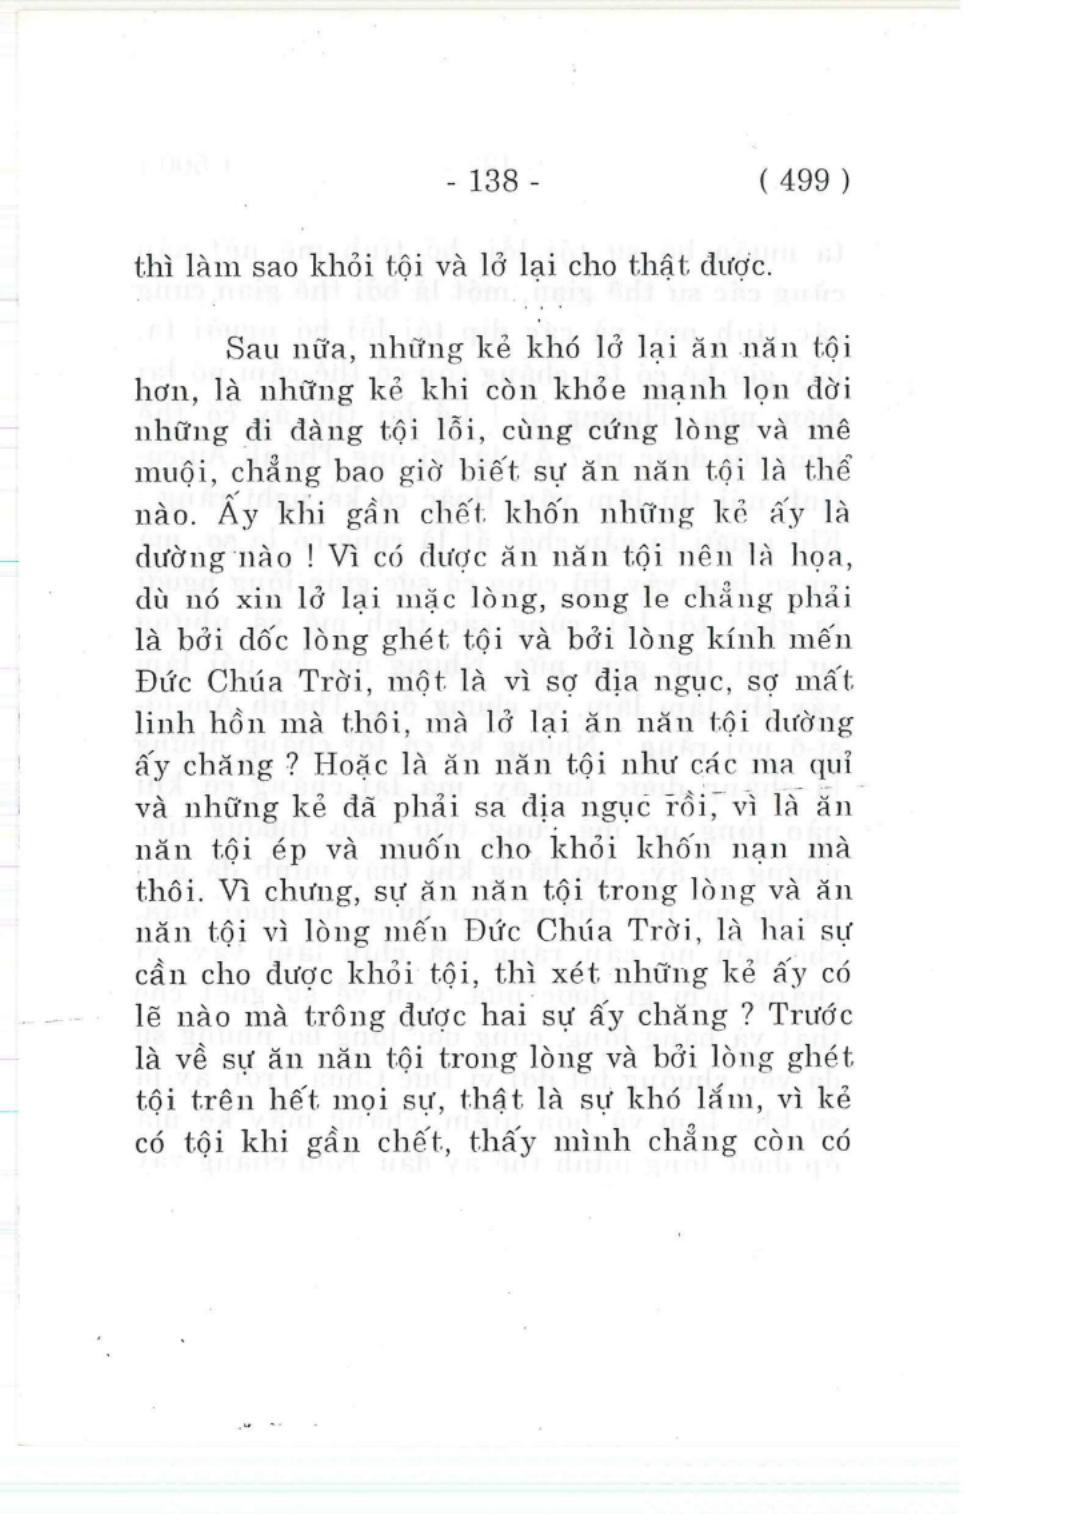 - 138 - ( 499 )
thì làm sao khỏi tội và lở lại cho thật được.
Sau nữa, những kẻ khó lở lại ăn năn tội
hơn, là những kẻ khi còn khỏe mạnh lọn đời
những đi đàng tội lỗi, cùng cứng lòng và mê
muội, chẳng bao giờ biết sự ăn năn tội là thể
nào. Ấy khi gần chết khốn những kẻ ấy là
dường nào ! Vì có được ăn năn tội nên là họa,
dù nó xin lở lại mặc lòng, song le chẳng phải
là bởi dốc lòng ghét tội và bởi lòng kính mến
Đức Chúa Trời, một là vì sợ địa ngục, sợ mất
linh hồn mà thôi, mà lở lại ăn năn tội dường
ấy chăng ? Hoặc là ăn năn tội như các ma quỉ
và những kẻ đã phải sa địa ngục rồi, vì là ăn
năn tội ép và muốn cho khỏi khốn nạn mà
thôi. Vì chưng, sự ăn năn tội trong lòng và ăn
năn tội vì lòng mến Đức Chúa Trời, là hai sự
cần cho được khỏi tội, thì xét những kẻ ấy có
lẽ nào mà trông được hai sự ấy chăng ? Trước
là về sự ăn năn tội trong lòng và bởi lòng ghét
tội trên hết mọi sự, thật là sự khó lắm, vì kẻ
có tội khi gần chết, thấy mình chẳng còn có